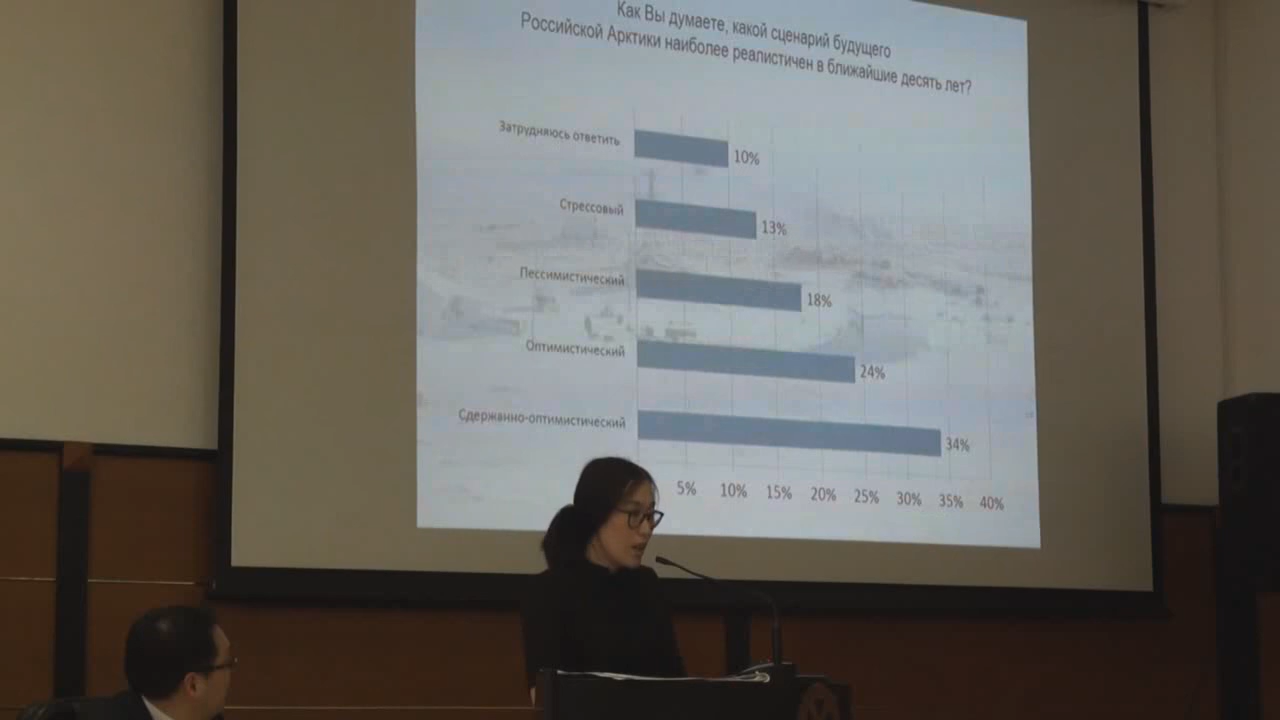 Как Вы думаете, какой сценарий будущего
Российской Арктики наиболее реалистичен в ближайшие десять лет?
Затрудняюсь ответить 10%
Стрессовый 13%
Пессимистический 18%
Оптимистический 24%
Сдержанно-оптимистический 34%
5% 10% 15% 20% 25% 30% 35% 40%